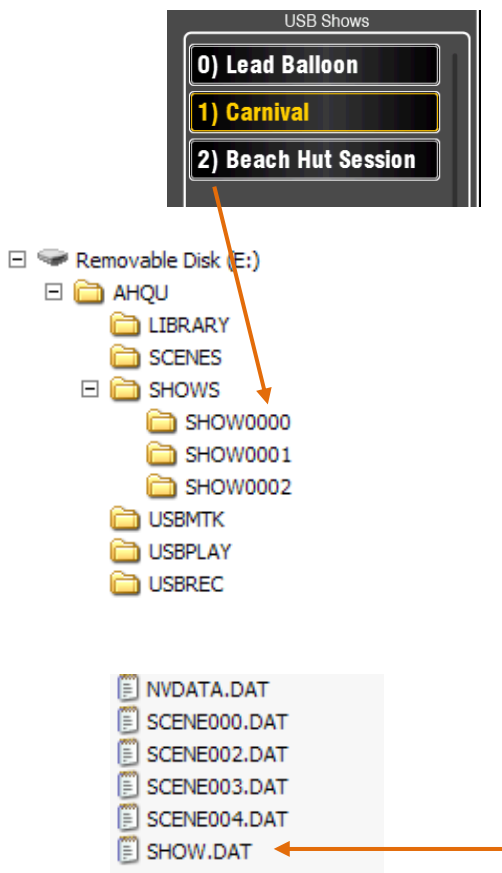 USB Shows
0) Lead Balloon
1) Carnival
2) Beach Hut Session
Removable Disk (E:)
AHQU
LIBRARY
SCENES
SHOWS
SHOW0000
SHOW0001
SHOW0002
USBMTK
USBPLAY
USBREC
NVDATA.DAT
SCENE000.DAT
SCENE002.DAT
SCENE003.DAT
SCENE004.DAT
SHOW.DAT